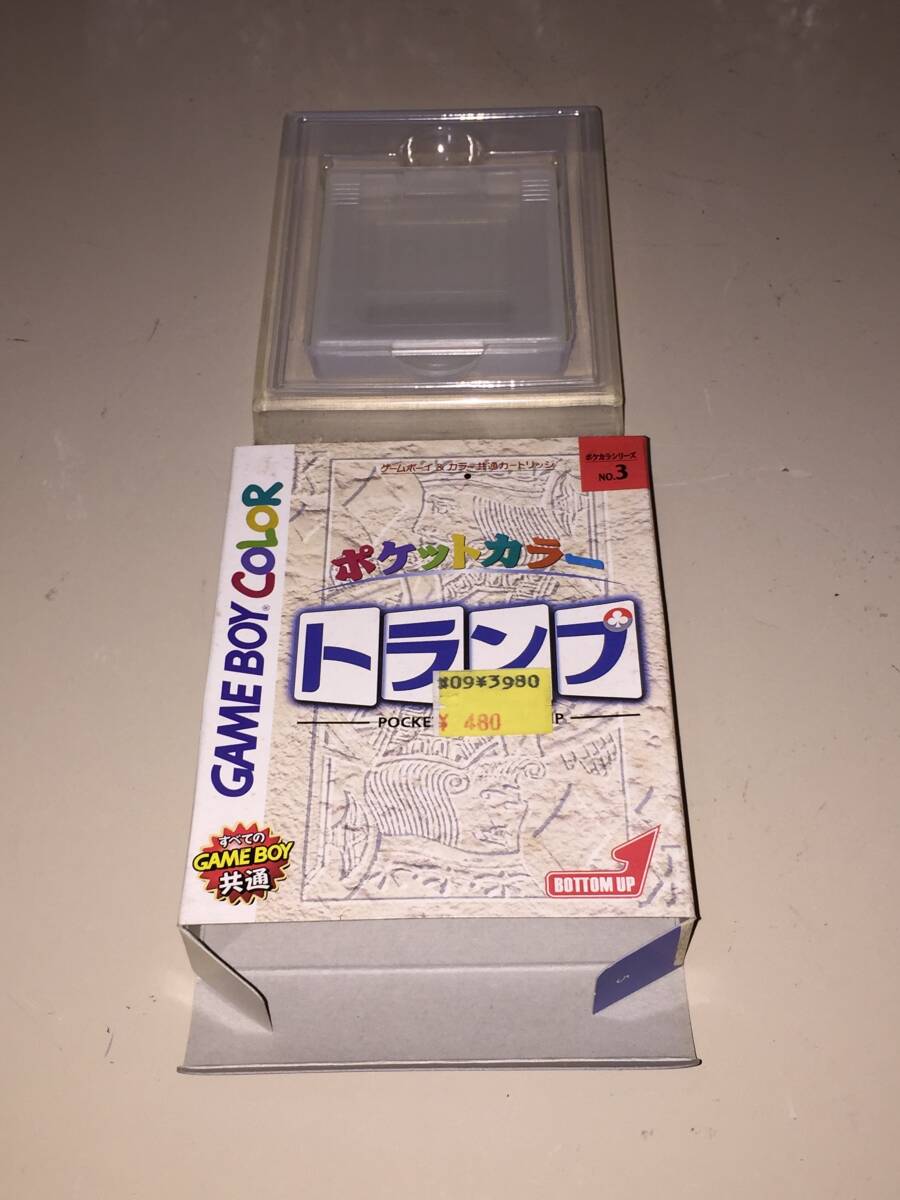 ゲームボーイ & カラー共通カートリッジ
ポケカラシリーズ
NO.3
GAME BOY COLOR
ポケットカラー
トランプ
#09¥3980
¥ 480
すべての
GAME BOY
共通
BOTTOM UP